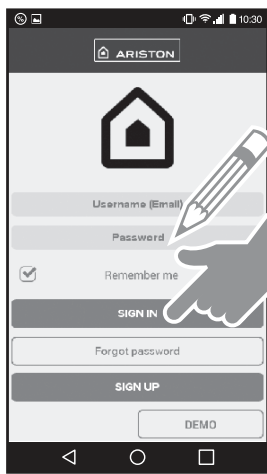 10:30
ARISTON
Username (Email)
Password
Remember me
SIGN IN
Forgot password
SIGN UP
DEMO